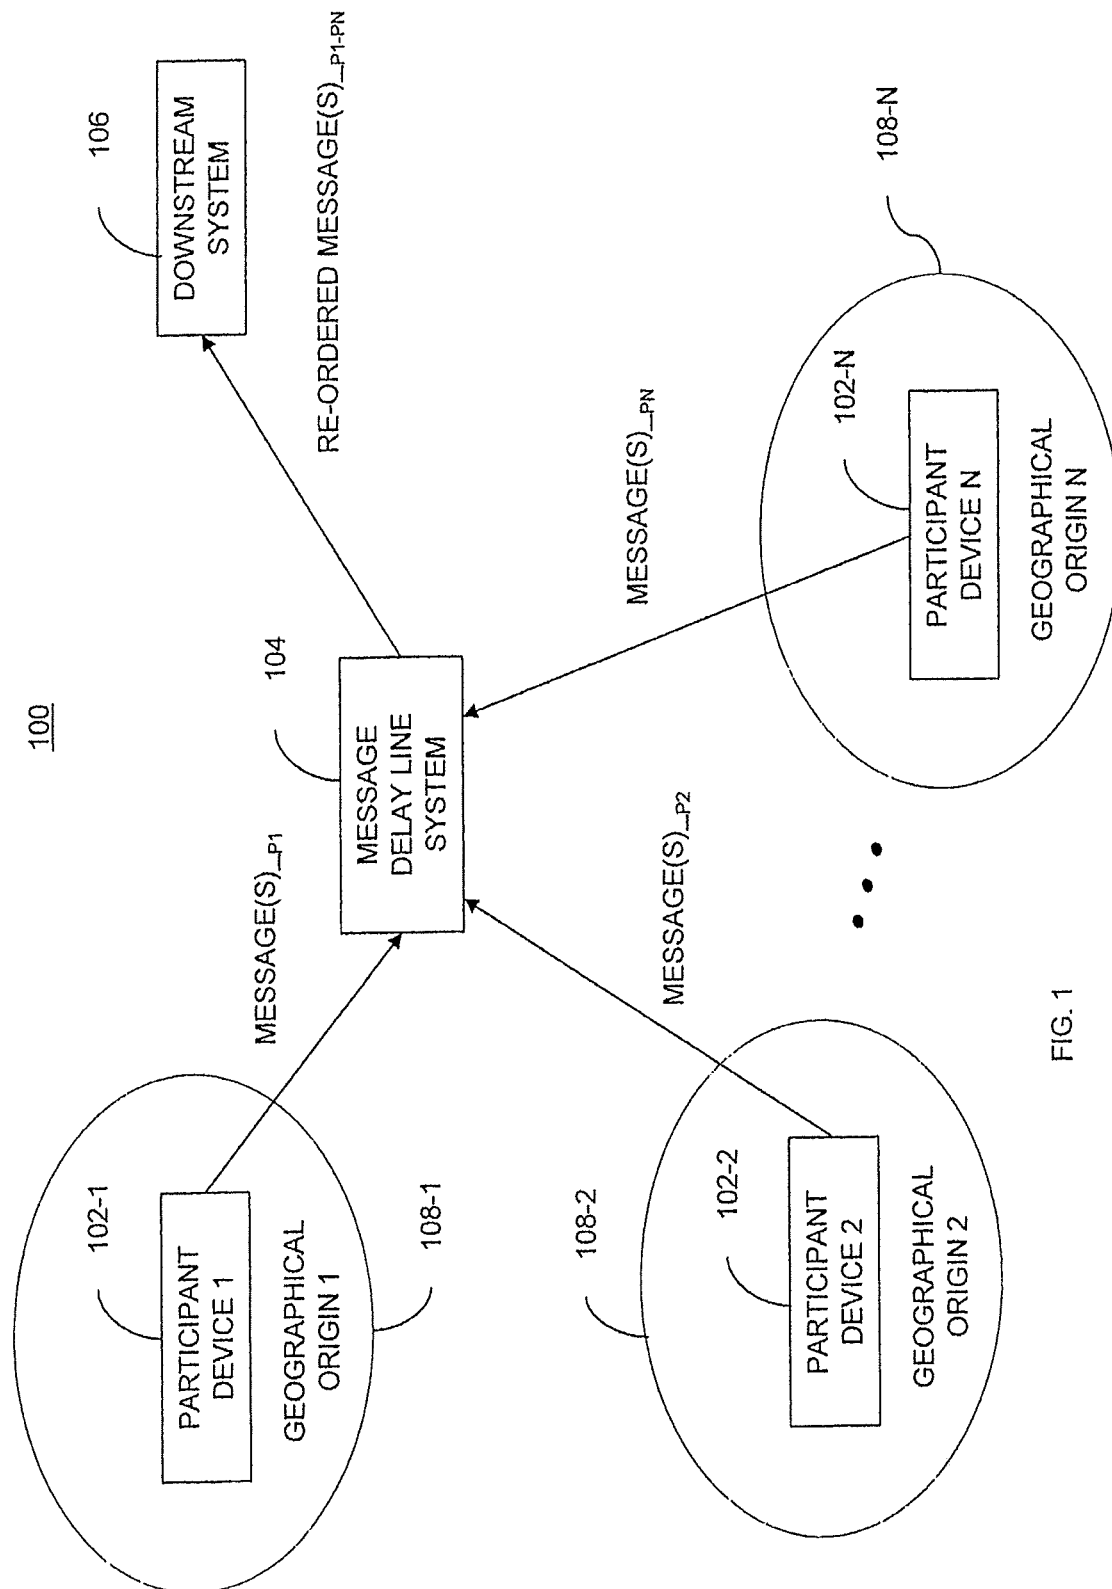 100
102-1
PARTICIPANT
DEVICE 1
GEOGRAPHICAL
ORIGIN 1
108-1
MESSAGE(S)_P1
104
MESSAGE
DELAY LINE
SYSTEM
106
DOWNSTREAM
SYSTEM
RE-ORDERED MESSAGE(S)_P1-PN
108-2
102-2
PARTICIPANT
DEVICE 2
GEOGRAPHICAL
ORIGIN 2
MESSAGE(S)_P2
MESSAGE(S)_PN
102-N
PARTICIPANT
DEVICE N
GEOGRAPHICAL
ORIGIN N
108-N
FIG. 1